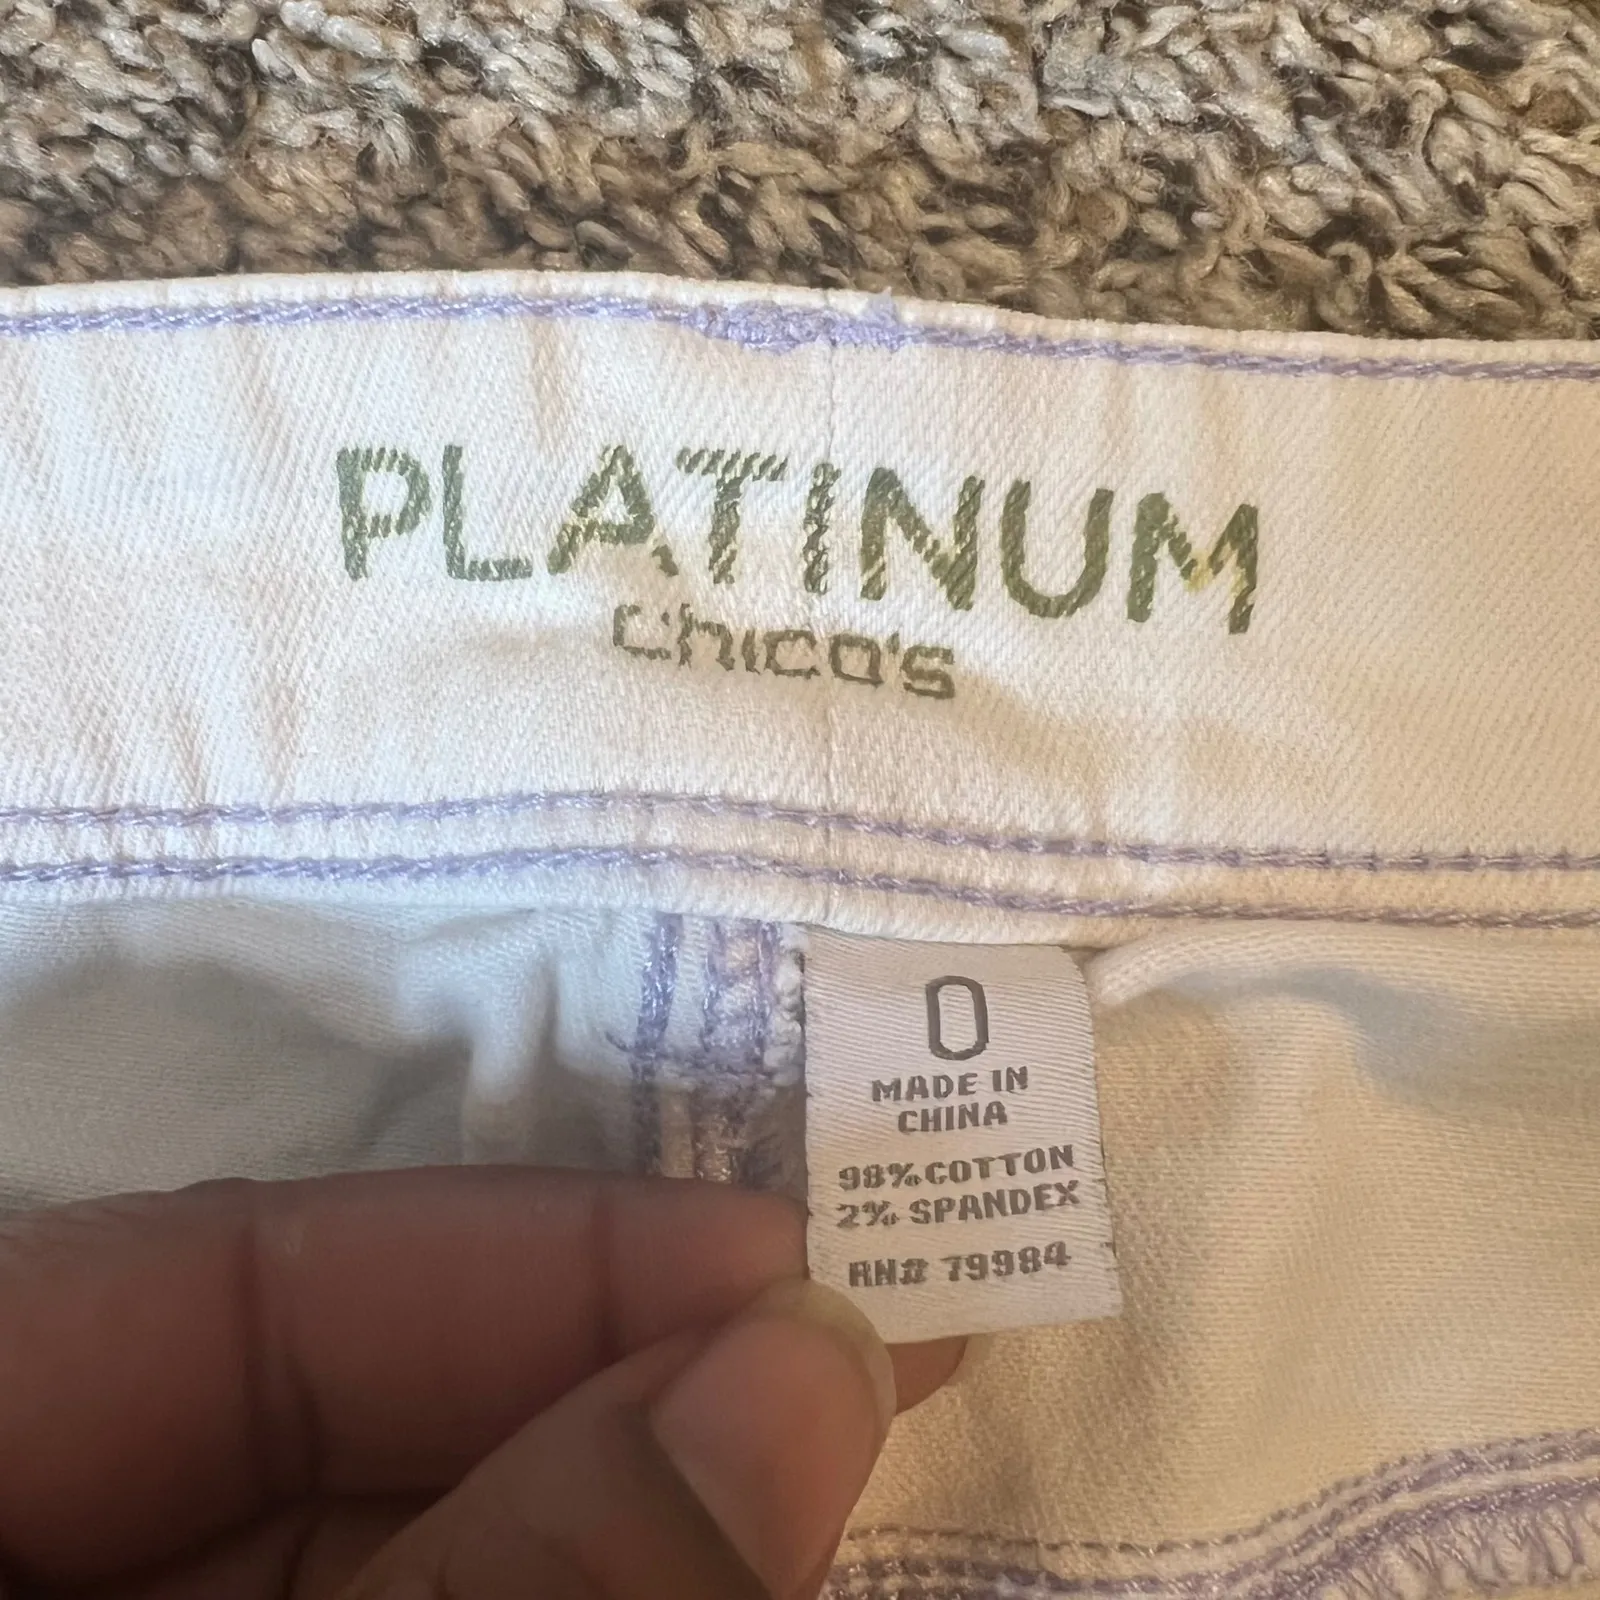 PLATINUM
chico's
0
MADE IN
CHINA
98% COTTON
2% SPANDEX
RN# 79984